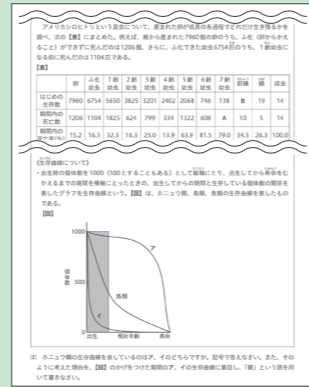 アメリカシロヒトリという昆虫について、産まれた卵が成長の各過程でどれだけ生き残るかを
調べ、次の【表】にまとめた。例えば、親から産まれた7960個の卵のうち、ふ化（卵からかえ
ること）ができずに死んだのは1206個、さらに、ふ化できた幼虫6754匹のうち、1齢幼虫に
なる前に死んだのは1104匹である。
【表】
卵 ふ化幼虫 1齢幼虫 2齢幼虫 3齢幼虫 4齢幼虫 5齢幼虫 6齢幼虫 7齢幼虫 前蛹 蛹 成虫
はじめの生存数 7960 6754 5650 3825 3201 2402 2068 746 138 B 19 14
期間内の死亡数 1206 1104 1825 624 799 334 1322 608 A 10 5 14
期間内の死亡率(%) 15.2 16.3 32.3 16.3 25.0 13.9 63.9 81.5 79.0 34.5 26.3 100.0
《生存曲線について》
・出生時の個体数を1000（100とすることもある）として縦軸にとり、出生してから寿命をむ
かえるまでの期間を横軸にとったときの、出生してからの期間と生存している個体数の関係を
表したグラフを生存曲線という。【図】は、ホニュウ類、鳥類、魚類の生存曲線を表したもの
である。
【図】
1000
500
0
個体数
ア
鳥類
イ
出生 相対年齢 寿命
(2) ホニュウ類の生存曲線を表しているのはア、イのどちらですか。記号で答えなさい。また、その
ように考えた理由を、【図】のかげをつけた期間のア、イの生存曲線に着目し、「親」という語を用
いて書きなさい。